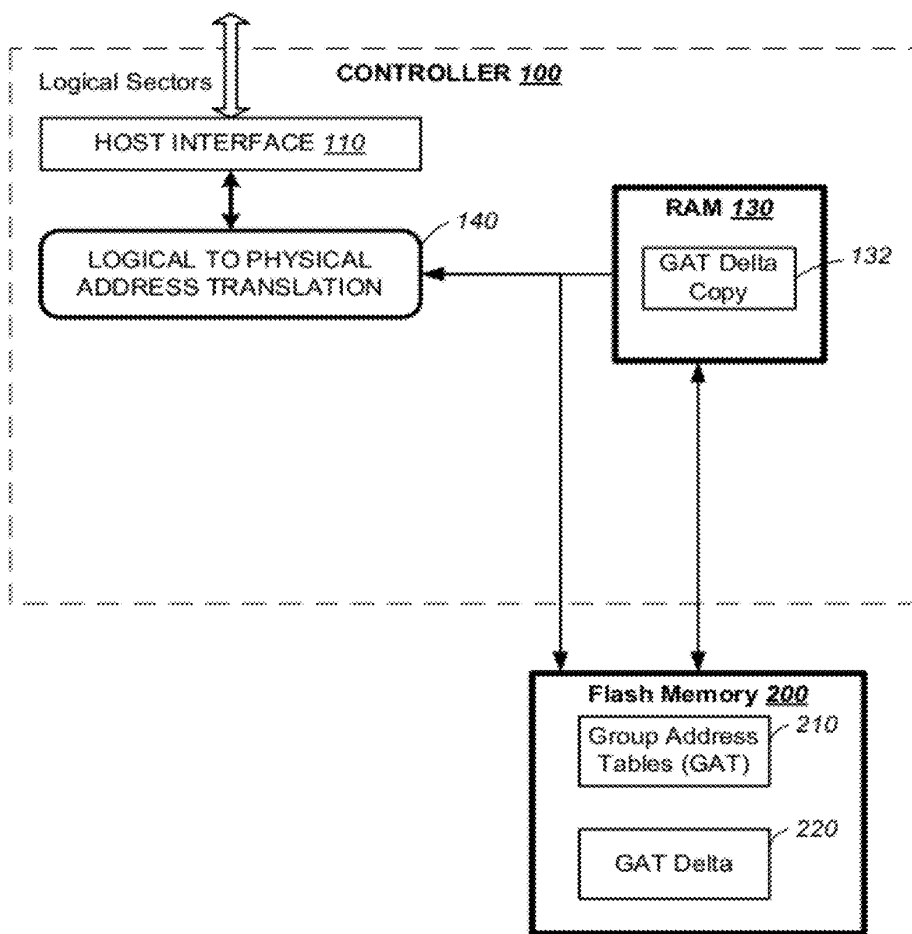 CONTROLLER 100
Logical Sectors
HOST INTERFACE 110
LOGICAL TO PHYSICAL
ADDRESS TRANSLATION
140
RAM 130
GAT Delta
Copy
132
Flash Memory 200
Group Address
Tables (GAT)
210
GAT Delta
220